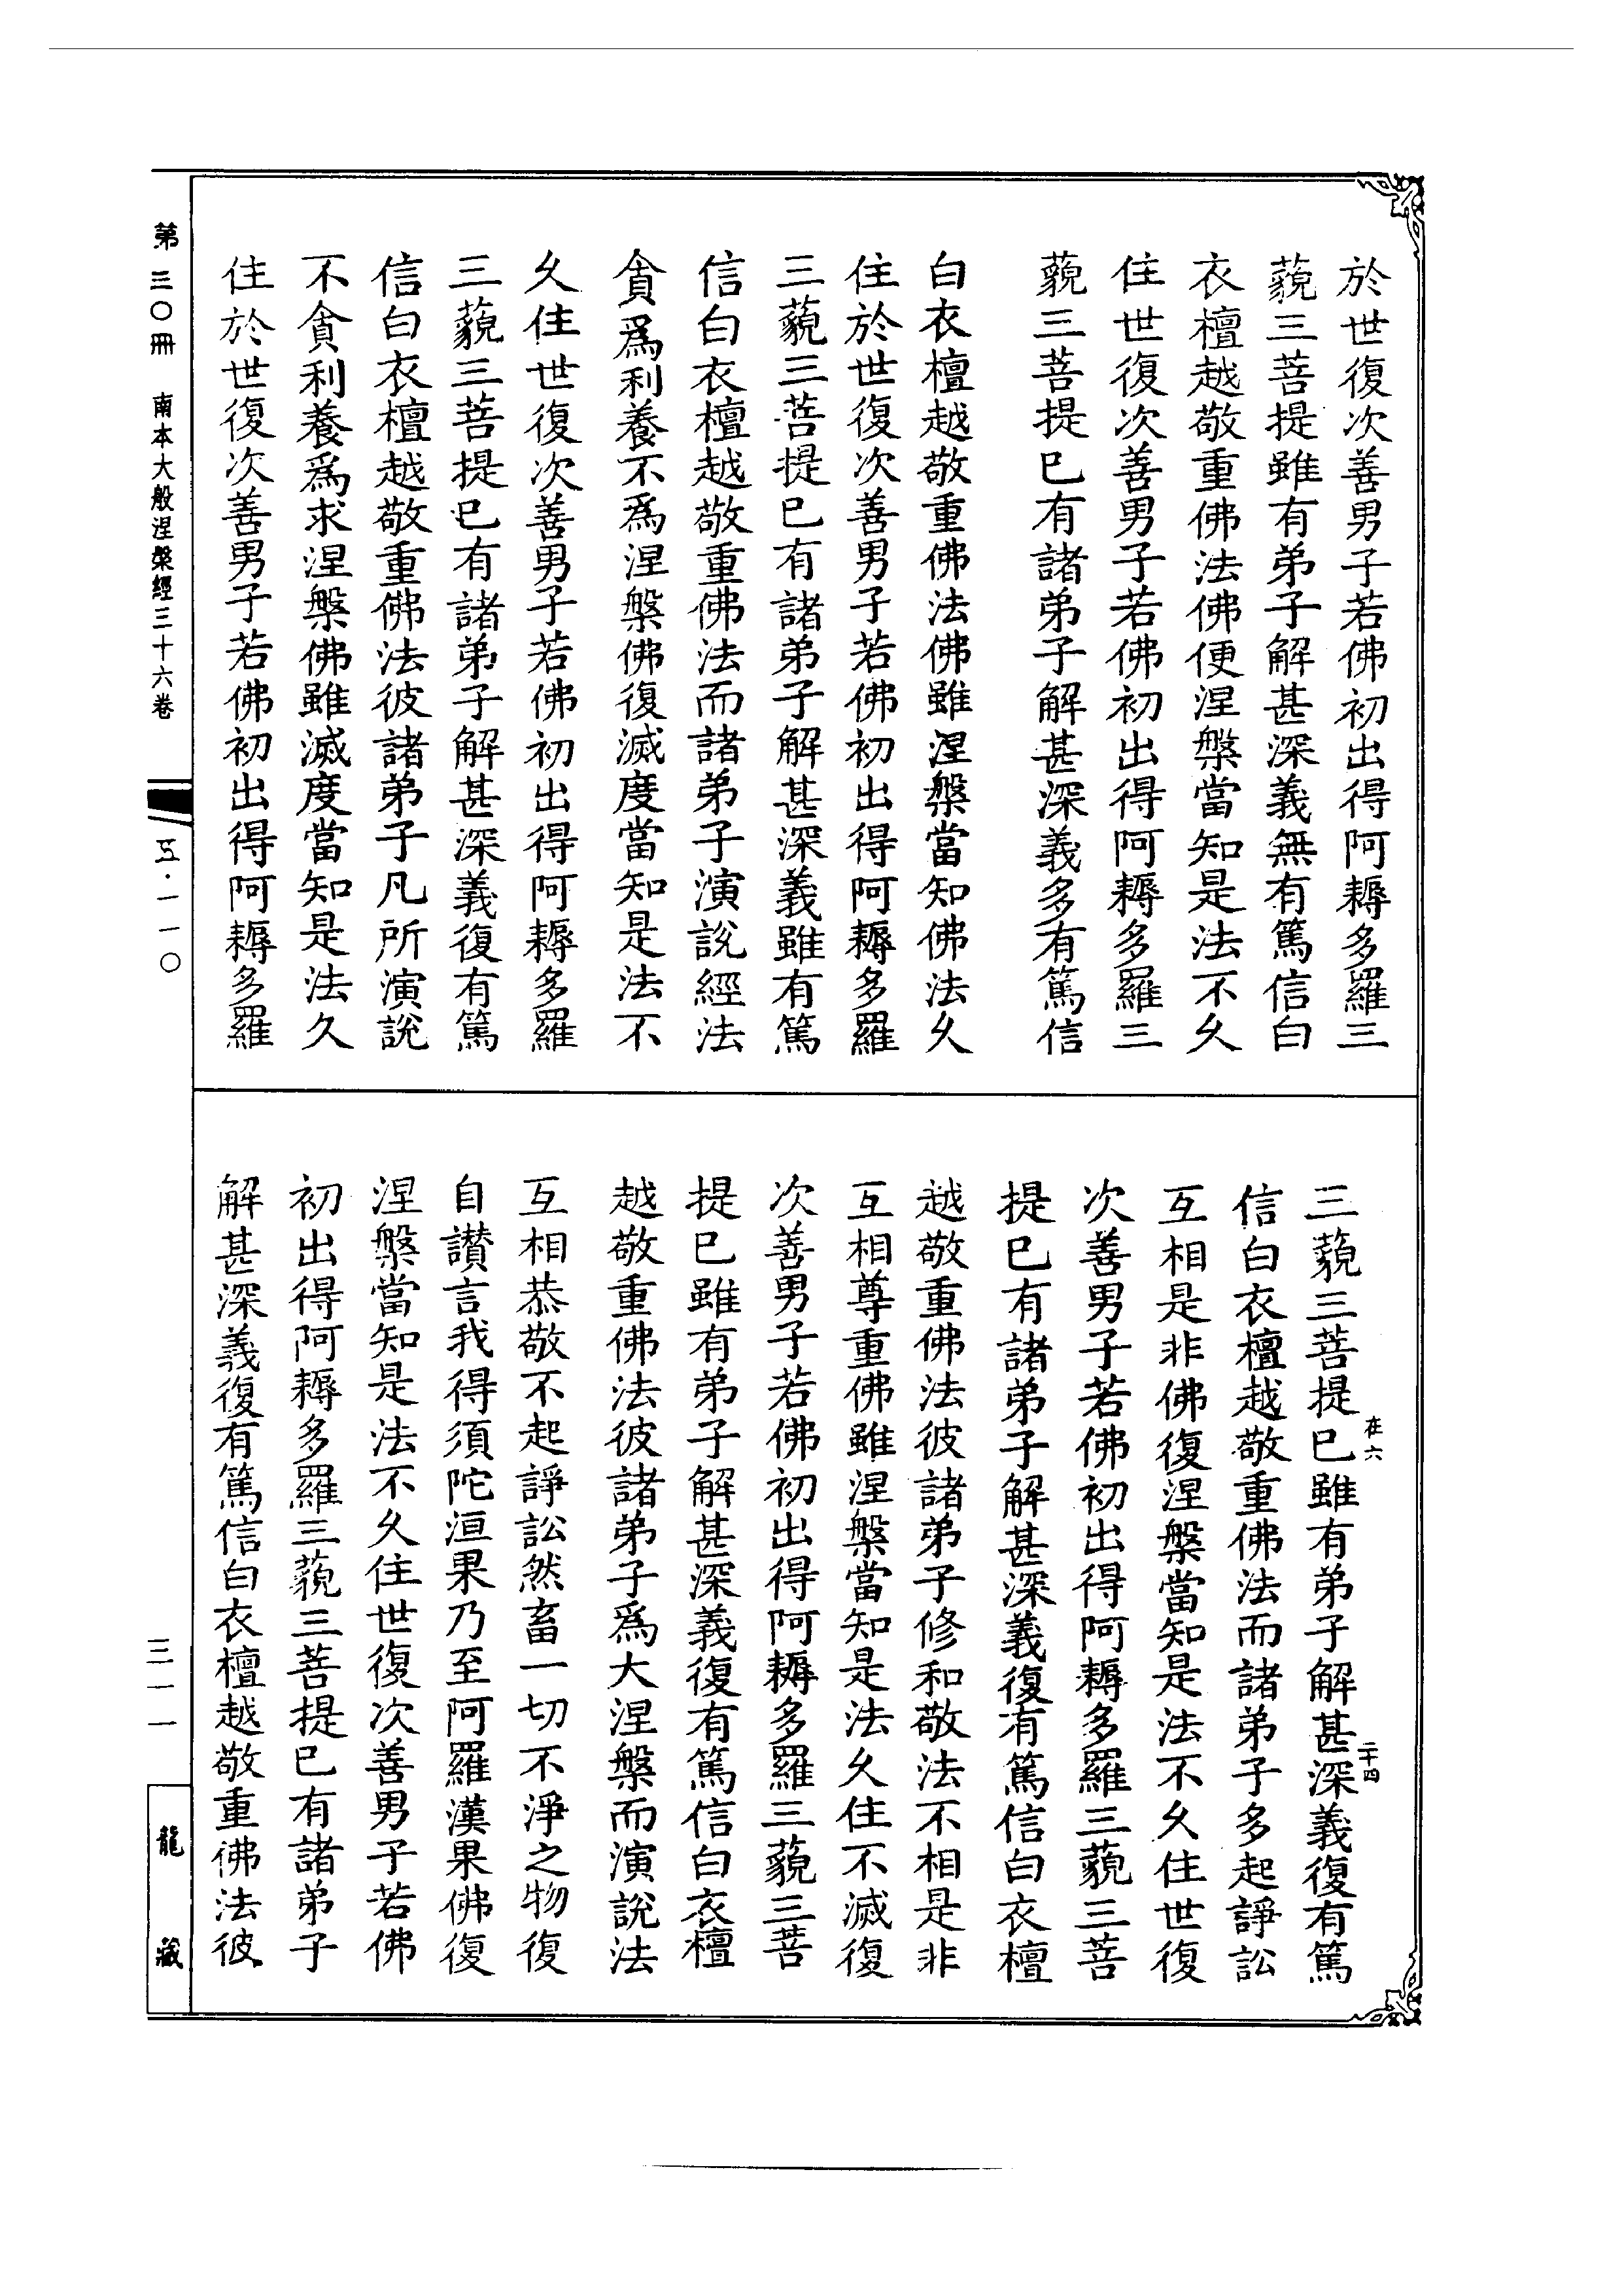 於世復次善男子若佛初出得阿耨多羅三
藐三菩提雖有弟子解甚深義無有篤信白
衣檀越敬重佛法佛便涅槃當知是法不久
住世復次善男子若佛初出得阿耨多羅三
藐三菩提已有諸弟子解甚深義多有篤信
白衣檀越敬重佛法佛雖涅槃當知佛法久
住於世復次善男子若佛初出得阿耨多羅
三藐三菩提已有諸弟子解甚深義雖有篤
信白衣檀越敬重佛法而諸弟子演說經法
貪為利養不為涅槃佛復滅度當知是法不
久住世復次善男子若佛初出得阿耨多羅
三藐三菩提已有諸弟子解甚深義復有篤
信白衣檀越敬重佛法彼諸弟子凡所演說
不貪利養為求涅槃佛雖滅度當知是法久
住於世復次善男子若佛初出得阿耨多羅
三藐三菩提已雖有弟子解甚深義復有篤
信白衣檀越敬重佛法而諸弟子多起諍訟
互相是非佛復涅槃當知是法不久住世復
次善男子若佛初出得阿耨多羅三藐三菩
提已有諸弟子解甚深義復有篤信白衣檀
越敬重佛法彼諸弟子修和敬法不相是非
互相尊重佛雖涅槃當知是法久住不滅復
次善男子若佛初出得阿耨多羅三藐三菩
提已雖有弟子解甚深義復有篤信白衣檀
越敬重佛法彼諸弟子為大涅槃而演說法
互相恭敬不起諍訟然畜一切不淨之物復
自讃言我得須陀洹果乃至阿羅漢果佛復
涅槃當知是法不久住世復次善男子若佛
初出得阿耨多羅三藐三菩提已有諸弟子
解甚深義復有篤信白衣檀越敬重佛法彼
在六
二十四
第三〇冊 南本大般涅槃經三十六卷
五·一一〇
三一一
龍藏